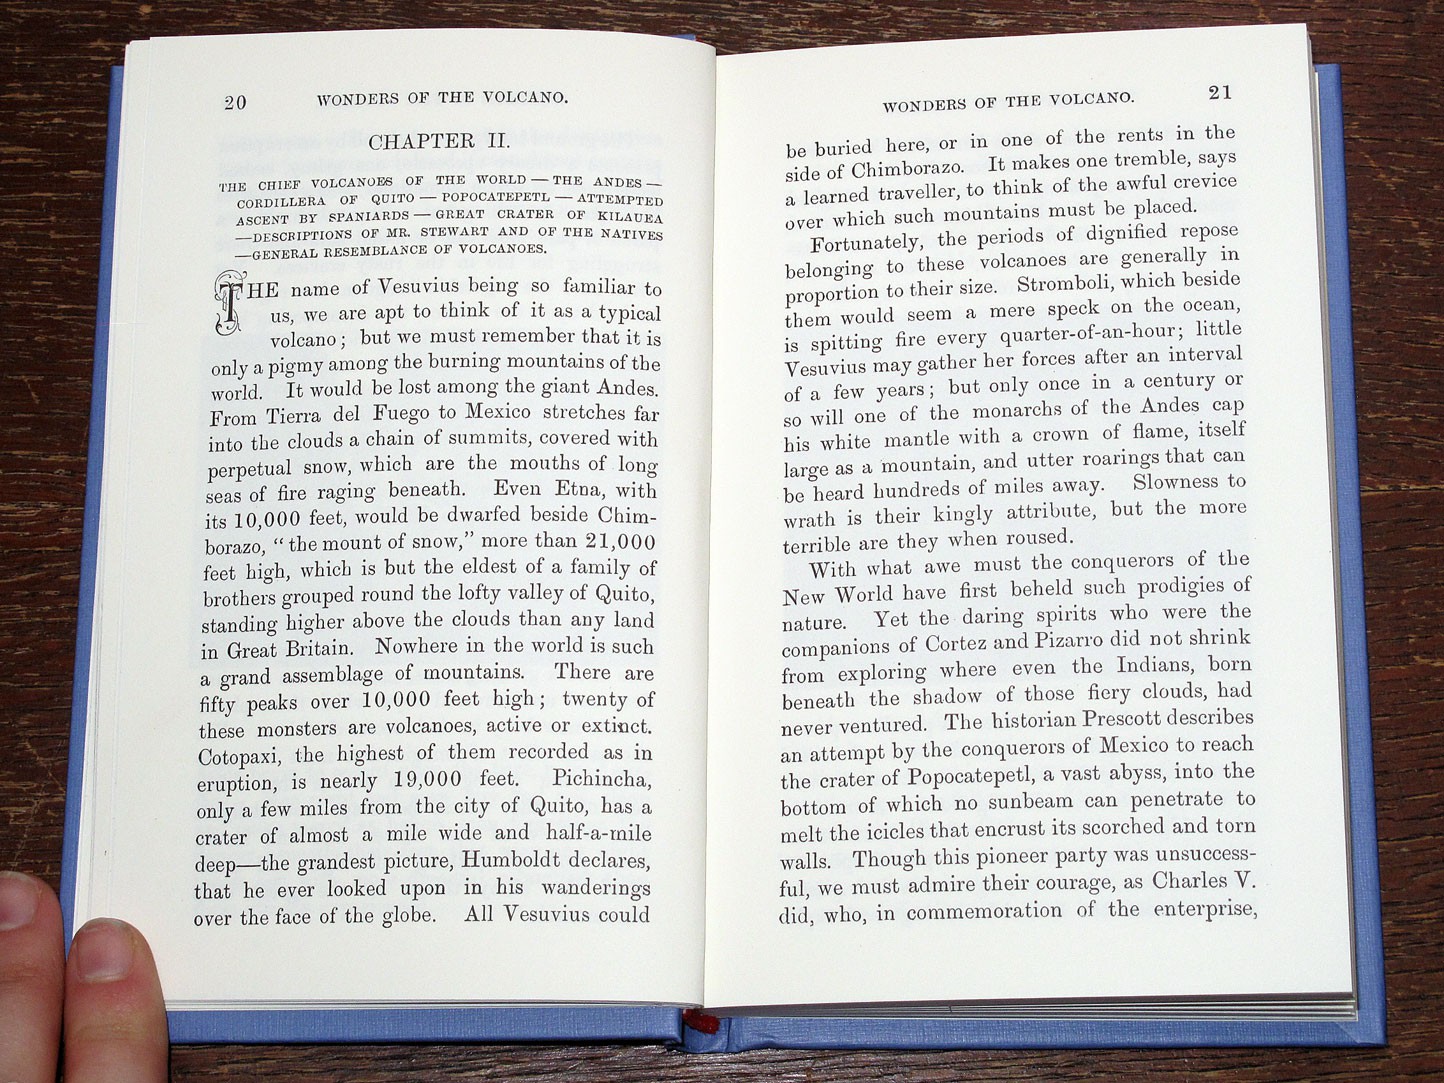 20 WONDERS OF THE VOLCANO.
CHAPTER II.
THE CHIEF VOLCANOES OF THE WORLD — THE ANDES —
CORDILLERA OF QUITO — POPOCATEPETL — ATTEMPTED
ASCENT BY SPANIARDS — GREAT CRATER OF KILAUEA
—DESCRIPTIONS OF MR. STEWART AND OF THE NATIVES
—GENERAL RESEMBLANCE OF VOLCANOES.
THE name of Vesuvius being so familiar to
us, we are apt to think of it as a typical
volcano; but we must remember that it is
only a pigmy among the burning mountains of the
world. It would be lost among the giant Andes.
From Tierra del Fuego to Mexico stretches far
into the clouds a chain of summits, covered with
perpetual snow, which are the mouths of long
seas of fire raging beneath. Even Etna, with
its 10,000 feet, would be dwarfed beside Chim-
borazo, "the mount of snow," more than 21,000
feet high, which is but the eldest of a family of
brothers grouped round the lofty valley of Quito,
standing higher above the clouds than any land
in Great Britain. Nowhere in the world is such
a grand assemblage of mountains. There are
fifty peaks over 10,000 feet high; twenty of
these monsters are volcanoes, active or extinct.
Cotopaxi, the highest of them recorded as in
eruption, is nearly 19,000 feet. Pichincha,
only a few miles from the city of Quito, has a
crater of almost a mile wide and half-a-mile
deep—the grandest picture, Humboldt declares,
that he ever looked upon in his wanderings
over the face of the globe. All Vesuvius could
WONDERS OF THE VOLCANO. 21
be buried here, or in one of the rents in the
side of Chimborazo. It makes one tremble, says
a learned traveller, to think of the awful crevice
over which such mountains must be placed.
Fortunately, the periods of dignified repose
belonging to these volcanoes are generally in
proportion to their size. Stromboli, which beside
them would seem a mere speck on the ocean,
is spitting fire every quarter-of-an-hour; little
Vesuvius may gather her forces after an interval
of a few years; but only once in a century or
so will one of the monarchs of the Andes cap
his white mantle with a crown of flame, itself
large as a mountain, and utter roarings that can
be heard hundreds of miles away. Slowness to
wrath is their kingly attribute, but the more
terrible are they when roused.
With what awe must the conquerors of the
New World have first beheld such prodigies of
nature. Yet the daring spirits who were the
companions of Cortez and Pizarro did not shrink
from exploring where even the Indians, born
beneath the shadow of those fiery clouds, had
never ventured. The historian Prescott describes
an attempt by the conquerors of Mexico to reach
the crater of Popocatepetl, a vast abyss, into the
bottom of which no sunbeam can penetrate to
melt the icicles that encrust its scorched and torn
walls. Though this pioneer party was unsuccess-
ful, we must admire their courage, as Charles V.
did, who, in commemoration of the enterprise,